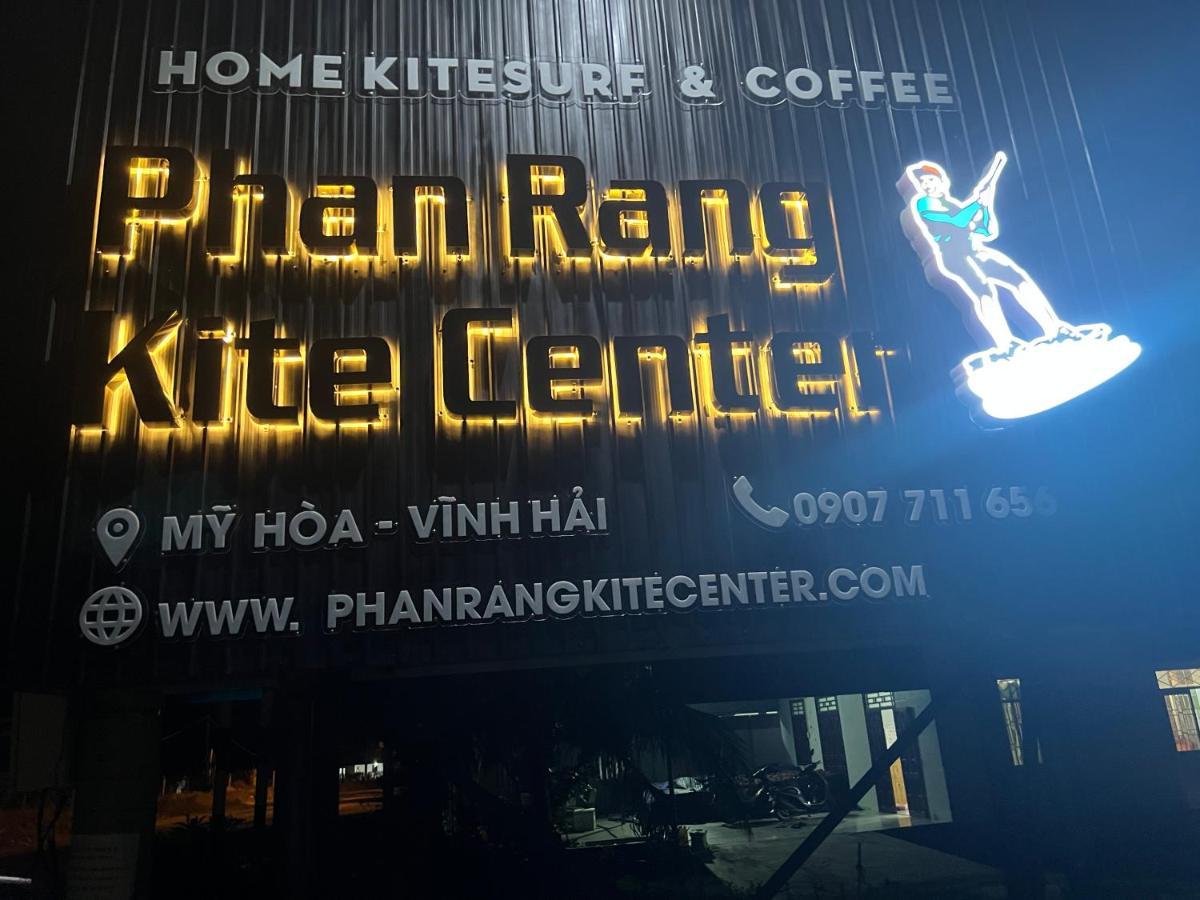 HOME KITESURF & COFFEE
Phan Rang
Kite Center
MỸ HÒA - VĨNH HẢI
0907 711 656
WWW. PHANRANGKITECENTER.COM